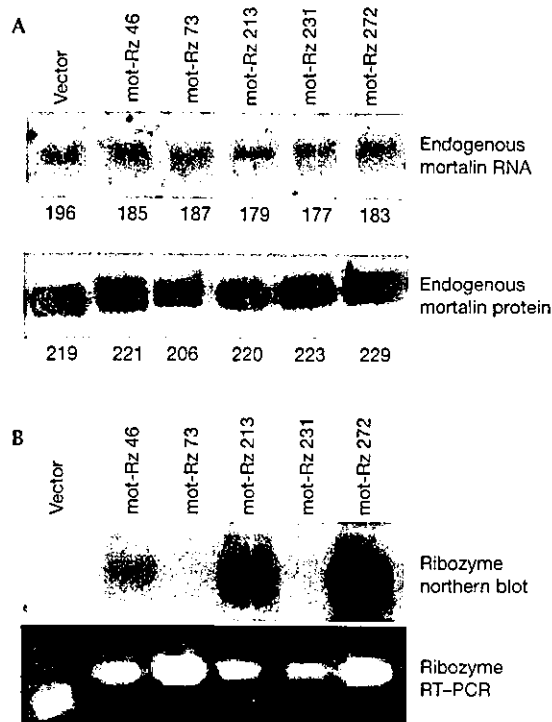 A
Vector
mot-Rz 46
mot-Rz 73
mot-Rz 213
mot-Rz 231
mot-Rz 272
Endogenous
mortalin RNA
196 185 187 179 177 183
Endogenous
mortalin protein
219 221 206 220 223 229
B
Vector
mot-Rz 46
mot-Rz 73
mot-Rz 213
mot-Rz 231
mot-Rz 272
Ribozyme
northern blot
Ribozyme
RT–PCR